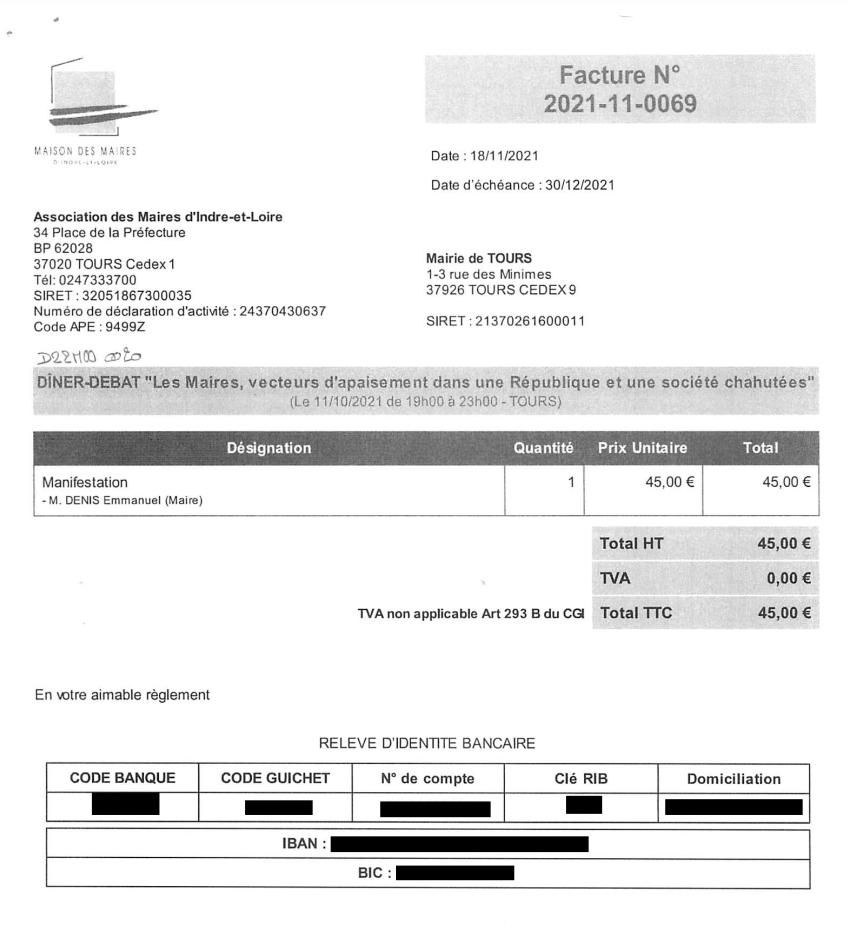 Facture N°
2021-11-0069
MAISON DES MAIRES
D'INDRE-ET-LOIRE
Date : 18/11/2021
Date d'échéance : 30/12/2021
Association des Maires d'Indre-et-Loire
34 Place de la Préfecture
BP 62028
37020 TOURS Cedex 1
Tél: 0247333700
SIRET : 32051867300035
Numéro de déclaration d'activité : 24370430637
Code APE : 9499Z
Mairie de TOURS
1-3 rue des Minimes
37926 TOURS CEDEX 9
SIRET : 21370261600011
DÎNER-DEBAT "Les Maires, vecteurs d'apaisement dans une République et une société chahutées"
(Le 11/10/2021 de 19h00 à 23h00 - TOURS)
Désignation Quantité Prix Unitaire Total
Manifestation 1 45,00 € 45,00 €
- M. DENIS Emmanuel (Maire)
Total HT 45,00 €
TVA 0,00 €
TVA non applicable Art 293 B du CGI Total TTC 45,00 €
En votre aimable règlement
RELEVE D'IDENTITE BANCAIRE
CODE BANQUE CODE GUICHET N° de compte Clé RIB Domiciliation
IBAN :
BIC :